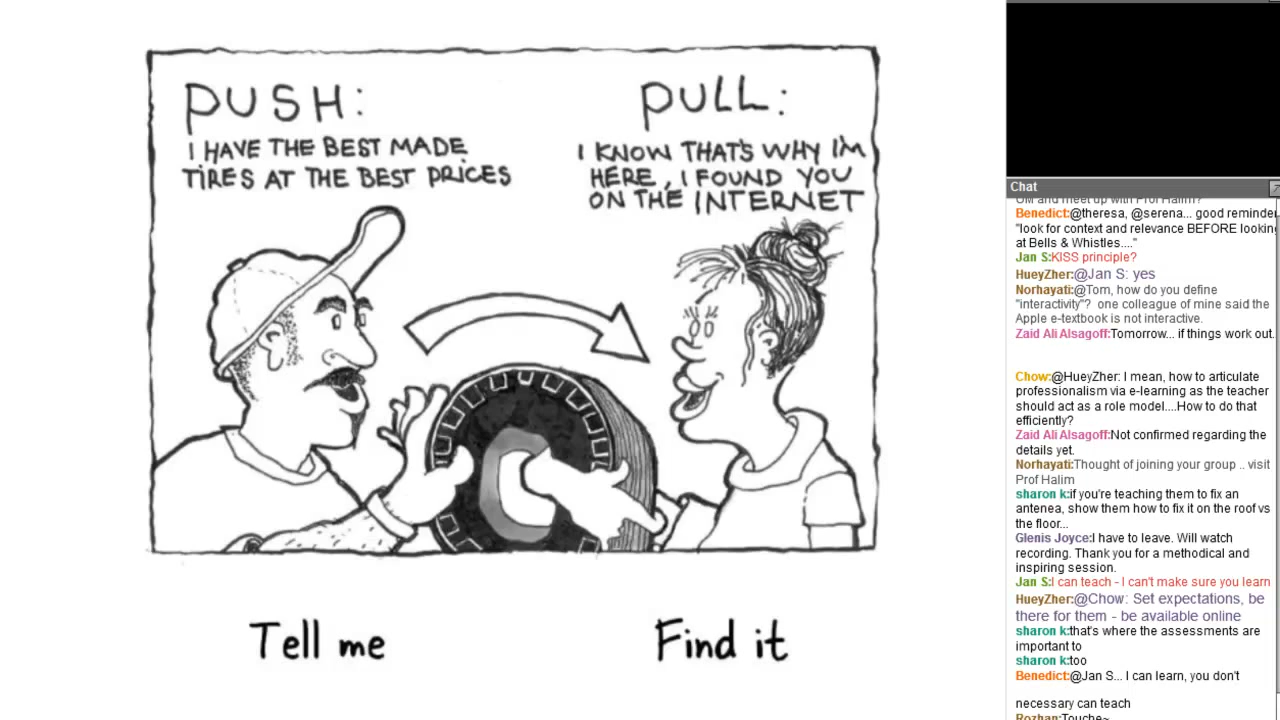 PUSH:
I HAVE THE BEST MADE
TIRES AT THE BEST PRICES
PULL:
I KNOW THAT'S WHY I'M
HERE, I FOUND YOU
ON THE INTERNET
Tell me
Find it
Chat
OM and meet up with Prof Halim?
Benedict:@theresa, @serena... good reminder
"look for context and relevance BEFORE looking
at Bells & Whistles...."
Jan S:KISS principle?
HueyZher:@Jan S: yes
Norhayati:@Tom, how do you define
"interactivity"? one colleague of mine said the
Apple e-textbook is not interactive.
Zaid Ali Alsagoff:Tomorrow... if things work out.
Chow:@HueyZher: I mean, how to articulate
professionalism via e-learning as the teacher
should act as a role model....How to do that
efficiently?
Zaid Ali Alsagoff:Not confirmed regarding the
details yet.
Norhayati:Thought of joining your group .. visit
Prof Halim
sharon k:if you're teaching them to fix an
antenea, show them how to fix it on the roof vs
the floor...
Glenis Joyce:I have to leave. Will watch
recording. Thank you for a methodical and
inspiring session.
Jan S:I can teach - I can't make sure you learn
HueyZher:@Chow: Set expectations, be
there for them - be available online
sharon k:that's where the assessments are
important to
sharon k:too
Benedict:@Jan S... I can learn, you don't
necessary can teach
Rozhan:Touche~